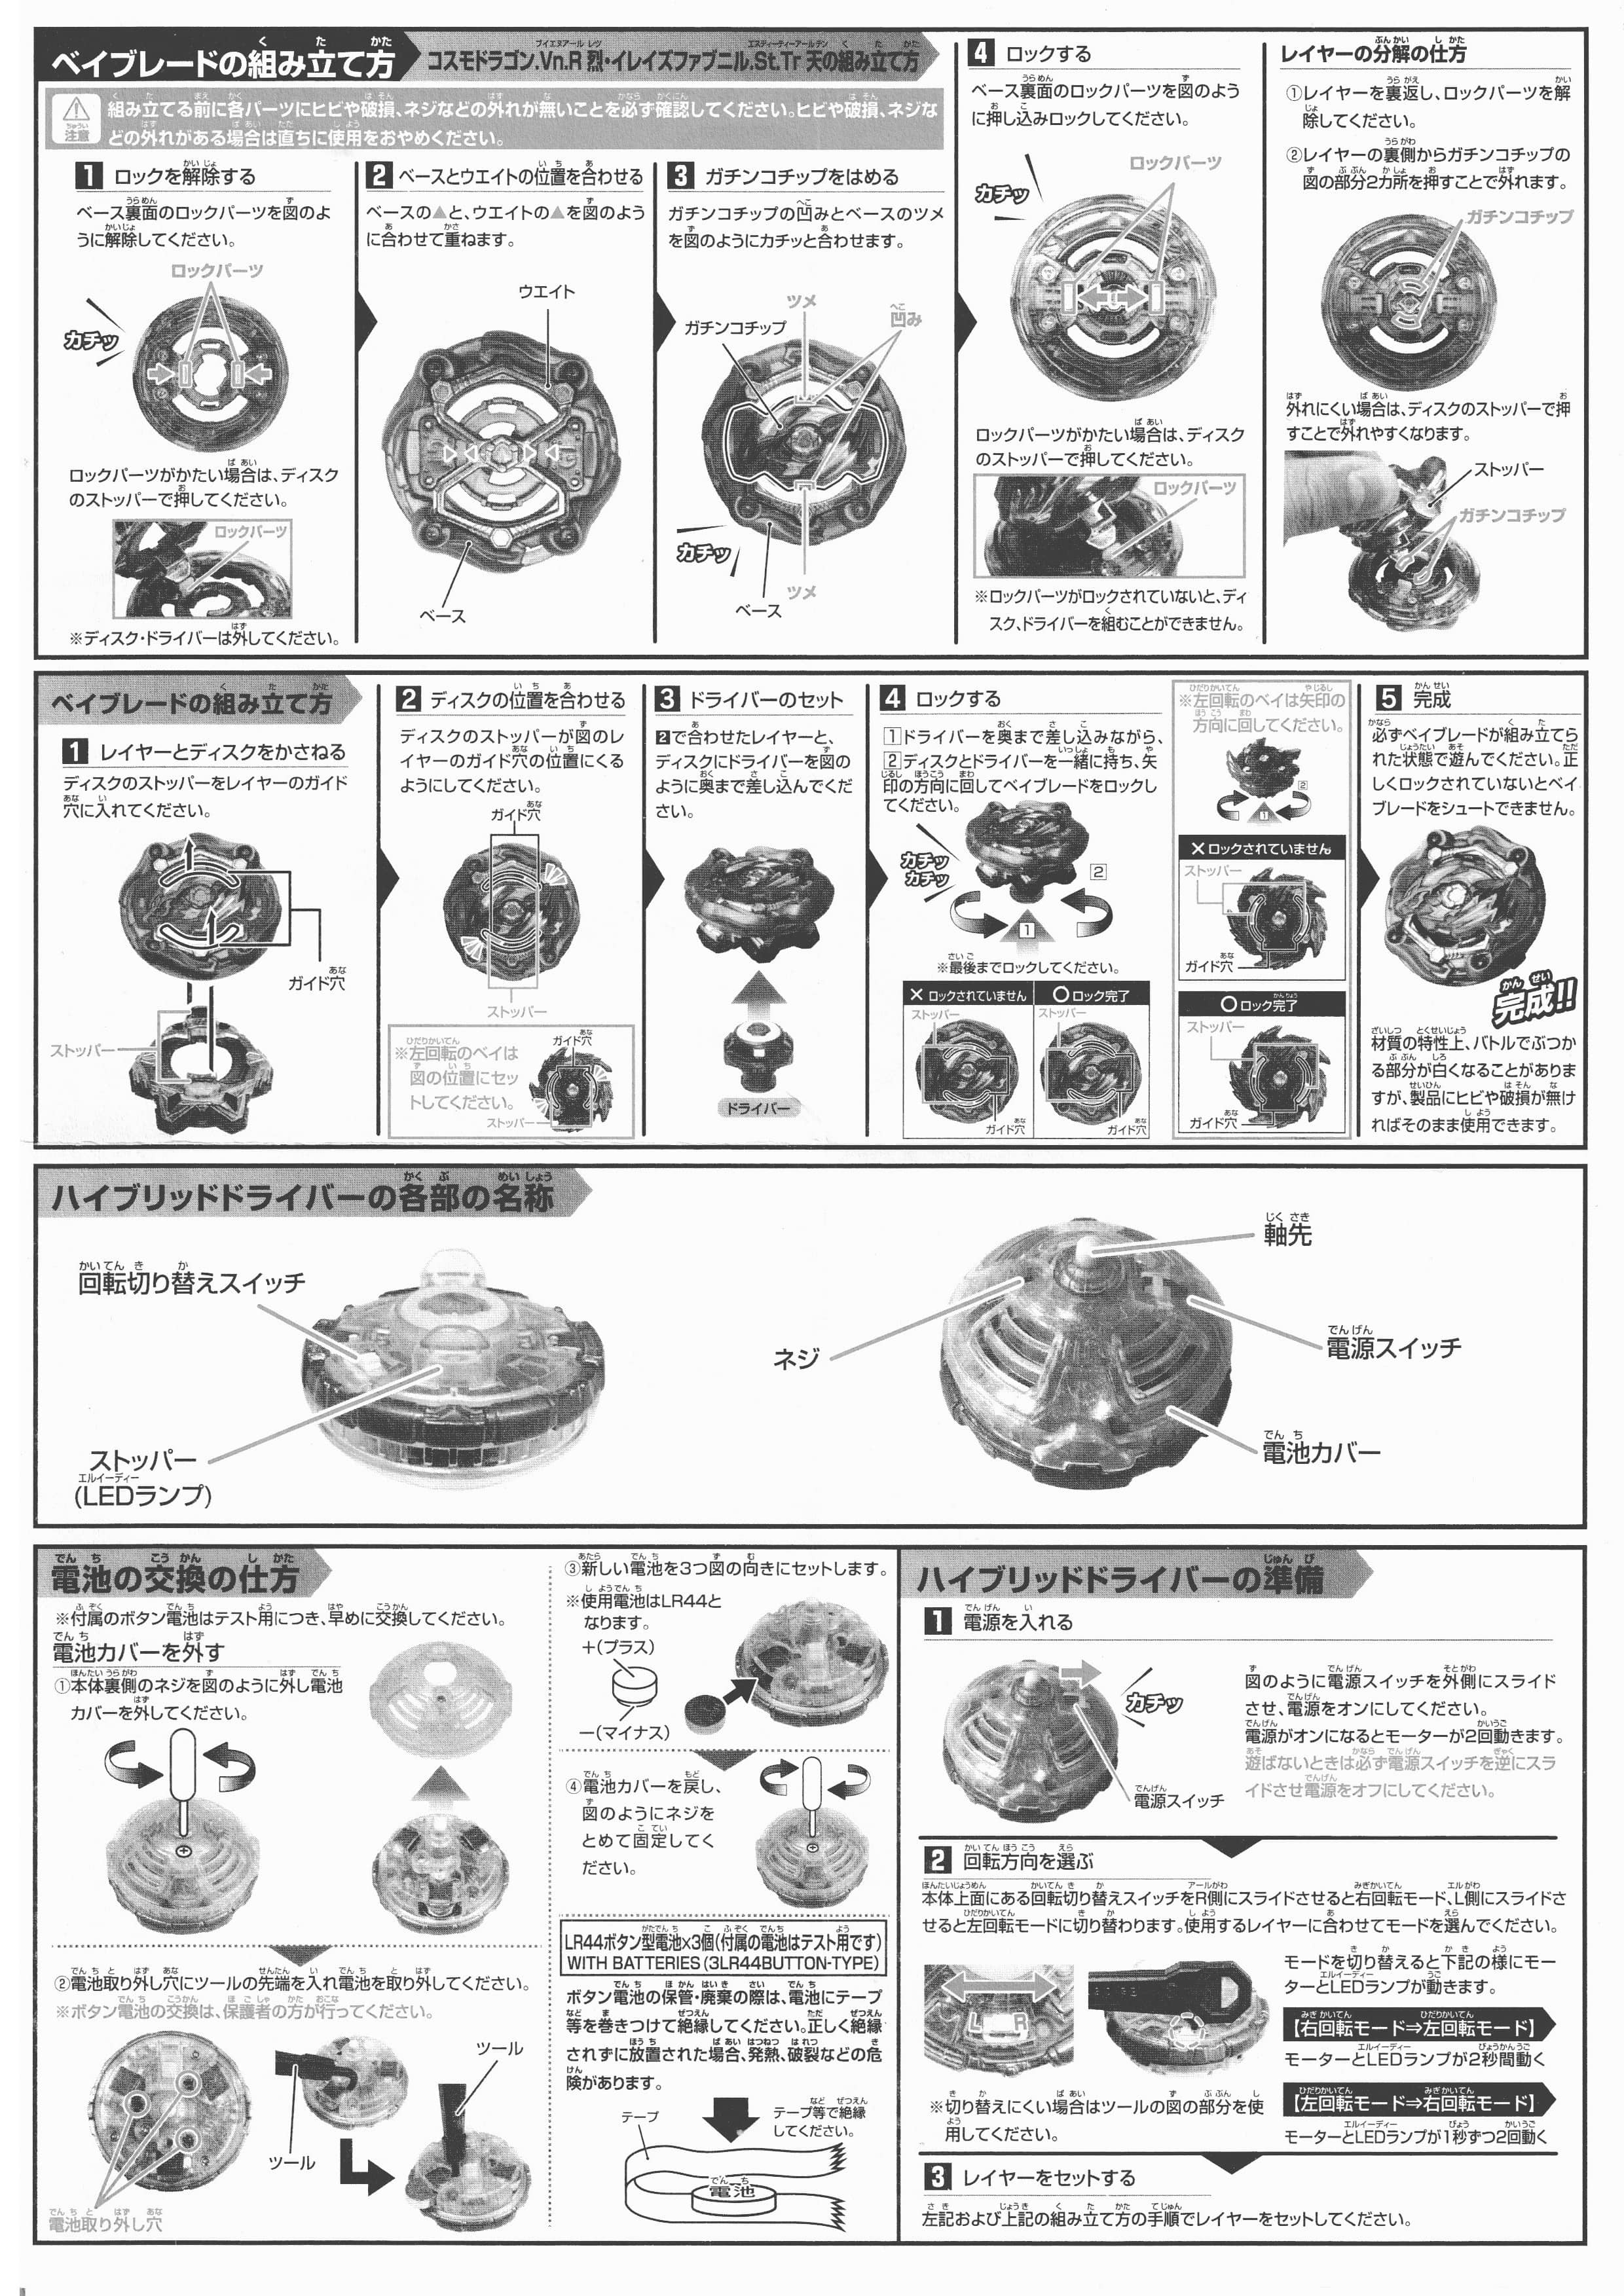 ベイブレードの組み立て方
コスモドラゴン.Vn.R 烈・イレイズファブニル.St.Tr 天の組み立て方
注意
組み立てる前に各パーツにヒビや破損、ネジなどの外れが無いことを必ず確認してください。ヒビや破損、ネジな
どの外れがある場合は直ちに使用をおやめください。
1 ロックを解除する
ベース裏面のロックパーツを図のよ
うに解除してください。
ロックパーツ
カチッ
ロックパーツがかたい場合は、ディスク
のストッパーで押してください。
ロックパーツ
※ディスク・ドライバーは外してください。
2 ベースとウエイトの位置を合わせる
ベースの▲と、ウエイトの▲を図のよう
に合わせて重ねます。
ウエイト
ベース
3 ガチンコチップをはめる
ガチンコチップの凹みとベースのツメ
を図のようにカチッと合わせます。
ツメ
凹み
ガチンコチップ
カチッ
ツメ
ベース
4 ロックする
ベース裏面のロックパーツを図のよう
に押し込みロックしてください。
ロックパーツ
カチッ
ロックパーツがかたい場合は、ディスク
のストッパーで押してください。
ロックパーツ
※ロックパーツがロックされていないと、ディ
スク、ドライバーを組むことができません。
レイヤーの分解の仕方
①レイヤーを裏返し、ロックパーツを解
除してください。
②レイヤーの裏側からガチンコチップの
図の部分2カ所を押すことで外れます。
ガチンコチップ
外れにくい場合は、ディスクのストッパーで押
すことで外れやすくなります。
ストッパー
ガチンコチップ
ベイブレードの組み立て方
1 レイヤーとディスクをかさねる
ディスクのストッパーをレイヤーのガイド
穴に入れてください。
ガイド穴
ストッパー
2 ディスクの位置を合わせる
ディスクのストッパーが図のレ
イヤーのガイド穴の位置にくる
ようにしてください。
ガイド穴
ストッパー
※左回転のベイは
図の位置にセッ
トしてください。
ガイド穴
ストッパー
3 ドライバーのセット
2で合わせたレイヤーと、
ディスクにドライバーを図の
ように奥まで差し込んでくだ
さい。
ドライバー
4 ロックする
1ドライバーを奥まで差し込みながら、
2ディスクとドライバーを一緒に持ち、矢
印の方向に回してベイブレードをロックし
てください。
カチッ
カチッ
2
1
※最後までロックしてください。
×ロックされていません
○ロック完了
ストッパー
ストッパー
ガイド穴
ガイド穴
※左回転のベイは矢印の
方向に回してください。
2
1
×ロックされていません
ストッパー
ガイド穴
○ロック完了
ストッパー
ガイド穴
5 完成
必ずベイブレードが組み立てら
れた状態で遊んでください。正
しくロックされていないとベイ
ブレードをシュートできません。
完成!!
材質の特性上、バトルでぶつか
る部分が白くなることがありま
すが、製品にヒビや破損が無け
ればそのまま使用できます。
ハイブリッドドライバーの各部の名称
回転切り替えスイッチ
ストッパー
(LEDランプ)
軸先
ネジ
電源スイッチ
電池カバー
電池の交換の仕方
※付属のボタン電池はテスト用につき、早めに交換してください。
電池カバーを外す
①本体裏側のネジを図のように外し電池
カバーを外してください。
②電池取り外し穴にツールの先端を入れ電池を取り外してください。
※ボタン電池の交換は、保護者の方が行ってください。
ツール
ツール
電池取り外し穴
③新しい電池を3つ図の向きにセットします。
※使用電池はLR44と
なります。
+(プラス)
−(マイナス)
④電池カバーを戻し、
図のようにネジを
とめて固定してく
ださい。
LR44ボタン型電池×3個(付属の電池はテスト用です)
WITH BATTERIES (3LR44BUTTON-TYPE)
ボタン電池の保管・廃棄の際は、電池にテープ
等を巻きつけて絶縁してください。正しく絶縁
されずに放置された場合、発熱、破裂などの危
険があります。
テープ
テープ等で絶縁
してください。
電池
ハイブリッドドライバーの準備
1 電源を入れる
カチッ
電源スイッチ
図のように電源スイッチを外側にスライド
させ、電源をオンにしてください。
電源がオンになるとモーターが2回動きます。
遊ばないときは必ず電源スイッチを逆にスラ
イドさせ電源をオフにしてください。
2 回転方向を選ぶ
本体上面にある回転切り替えスイッチをR側にスライドさせると右回転モード、L側にスライドさ
せると左回転モードに切り替わります。使用するレイヤーに合わせてモードを選んでください。
L R
※切り替えにくい場合はツールの図の部分を使
用してください。
モードを切り替えると下記の様にモー
ターとLEDランプが動きます。
【右回転モード⇒左回転モード】
モーターとLEDランプが2秒間動く
【左回転モード⇒右回転モード】
モーターとLEDランプが1秒ずつ2回動く
3 レイヤーをセットする
左記および上記の組み立て方の手順でレイヤーをセットしてください。